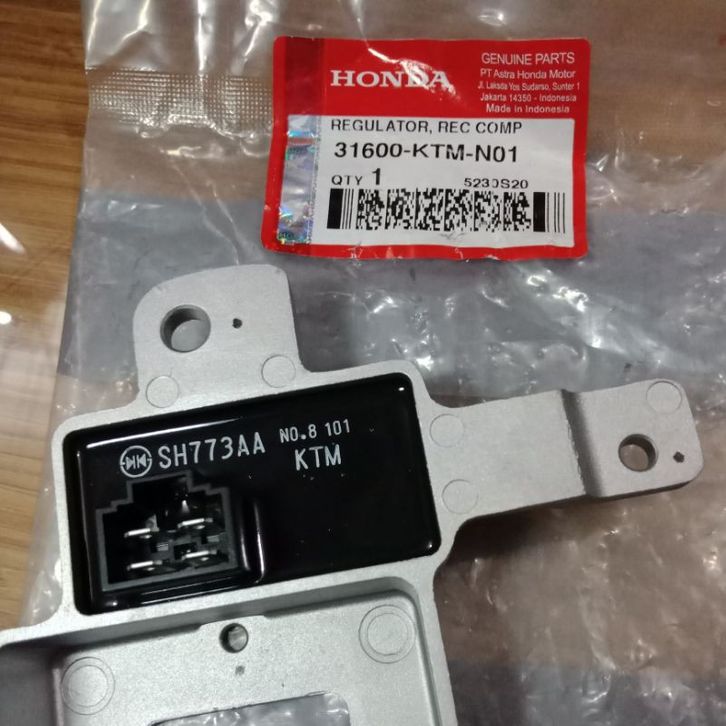 HONDA
GENUINE PARTS
PT Astra Honda Motor
Jl. Laksda Yos Sudarso, Sunter 1
Jakarta 14350 - Indonesia
Made in Indonesia
REGULATOR, REC COMP
31600-KTM-N01
QTY 1 5230S20
SH773AA NO.8 101
KTM